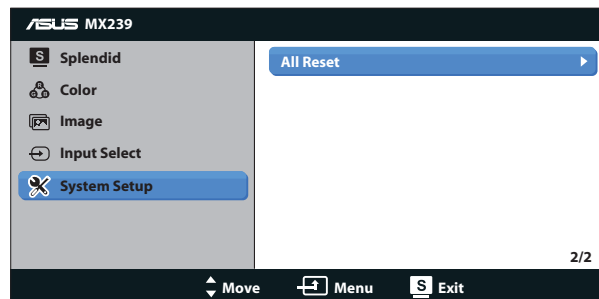 ASUS MX239
S Splendid
Color
Image
Input Select
System Setup
All Reset
2/2
Move Menu S Exit